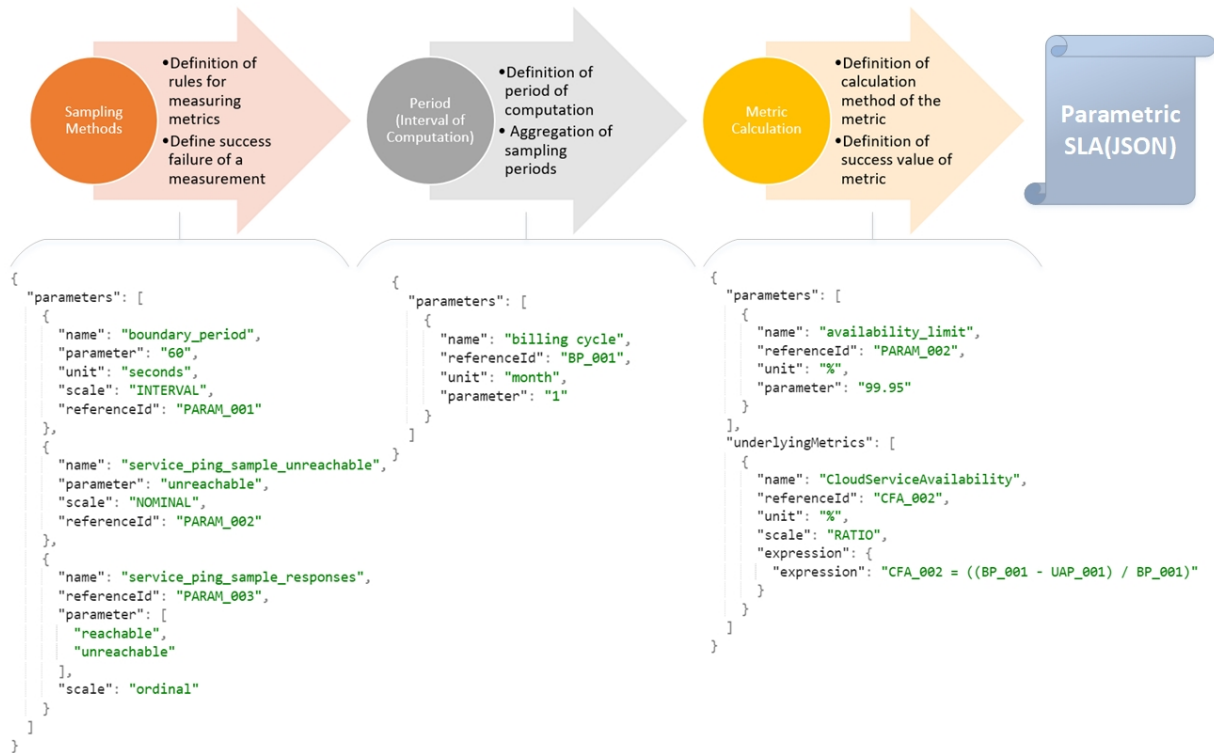 Sampling
Methods
•Definition of
rules for
measuring
metrics
•Define success
failure of a
measurement
Period
(Interval of
Computation)
•Definition of
period of
computation
• Aggregation of
sampling
periods
Metric
Calculation
•Definition of
calculation
method of the
metric
•Definition of
success value of
metric
Parametric
SLA(JSON)
{
"parameters": [
{
"name": "boundary_period",
"parameter": "60",
"unit": "seconds",
"scale": "INTERVAL",
"referenceId": "PARAM_001"
},
{
"name": "service_ping_sample_unreachable",
"parameter": "unreachable",
"scale": "NOMINAL",
"referenceId": "PARAM_002"
},
{
"name": "service_ping_sample_responses",
"referenceId": "PARAM_003",
"parameter": [
"reachable",
"unreachable"
],
"scale": "ordinal"
}
]
}
{
"parameters": [
{
"name": "billing cycle",
"referenceId": "BP_001",
"unit": "month",
"parameter": "1"
}
]
}
{
"parameters": [
{
"name": "availability_limit",
"referenceId": "PARAM_002",
"unit": "%",
"parameter": "99.95"
}
],
"underlyingMetrics": [
{
"name": "CloudServiceAvailability",
"referenceId": "CFA_002",
"unit": "%",
"scale": "RATIO",
"expression": {
"expression": "CFA_002 = ((BP_001 - UAP_001) / BP_001)"
}
}
]
}